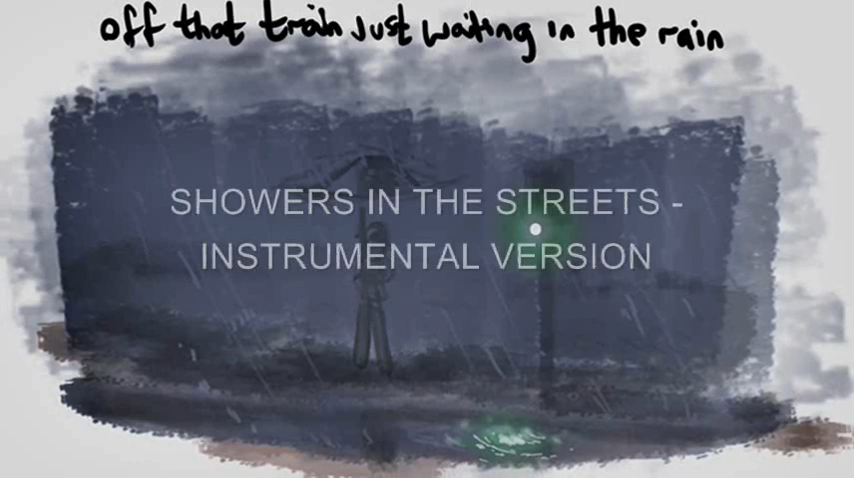 off that train just waiting in the rain
SHOWERS IN THE STREETS -
INSTRUMENTAL VERSION